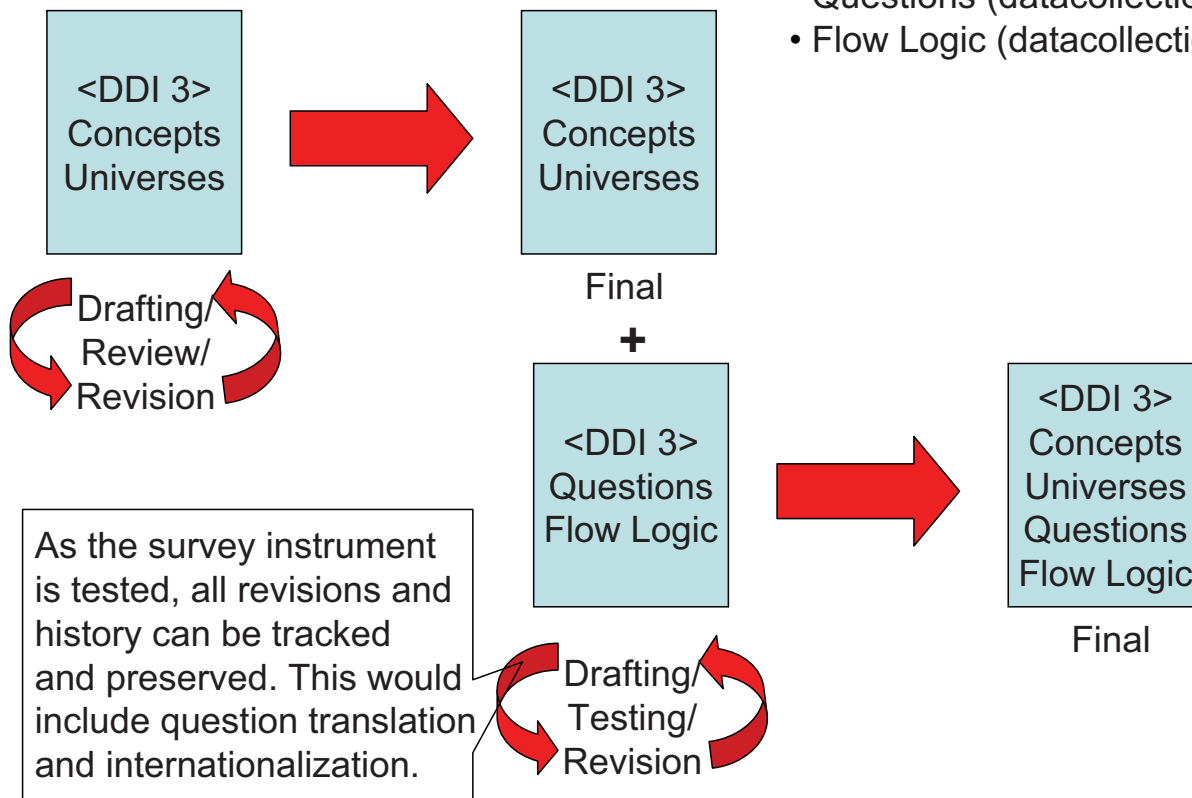 Questions (datacollectio
• Flow Logic (datacollecti
<DDI 3>
Concepts
Universes
<DDI 3>
Concepts
Universes
Final
+
Drafting/
Review/
Revision
<DDI 3>
Questions
Flow Logic
<DDI 3>
Concepts
Universes
Questions
Flow Logic
Final
As the survey instrument
is tested, all revisions and
history can be tracked
and preserved. This would
include question translation
and internationalization.
Drafting/
Testing/
Revision